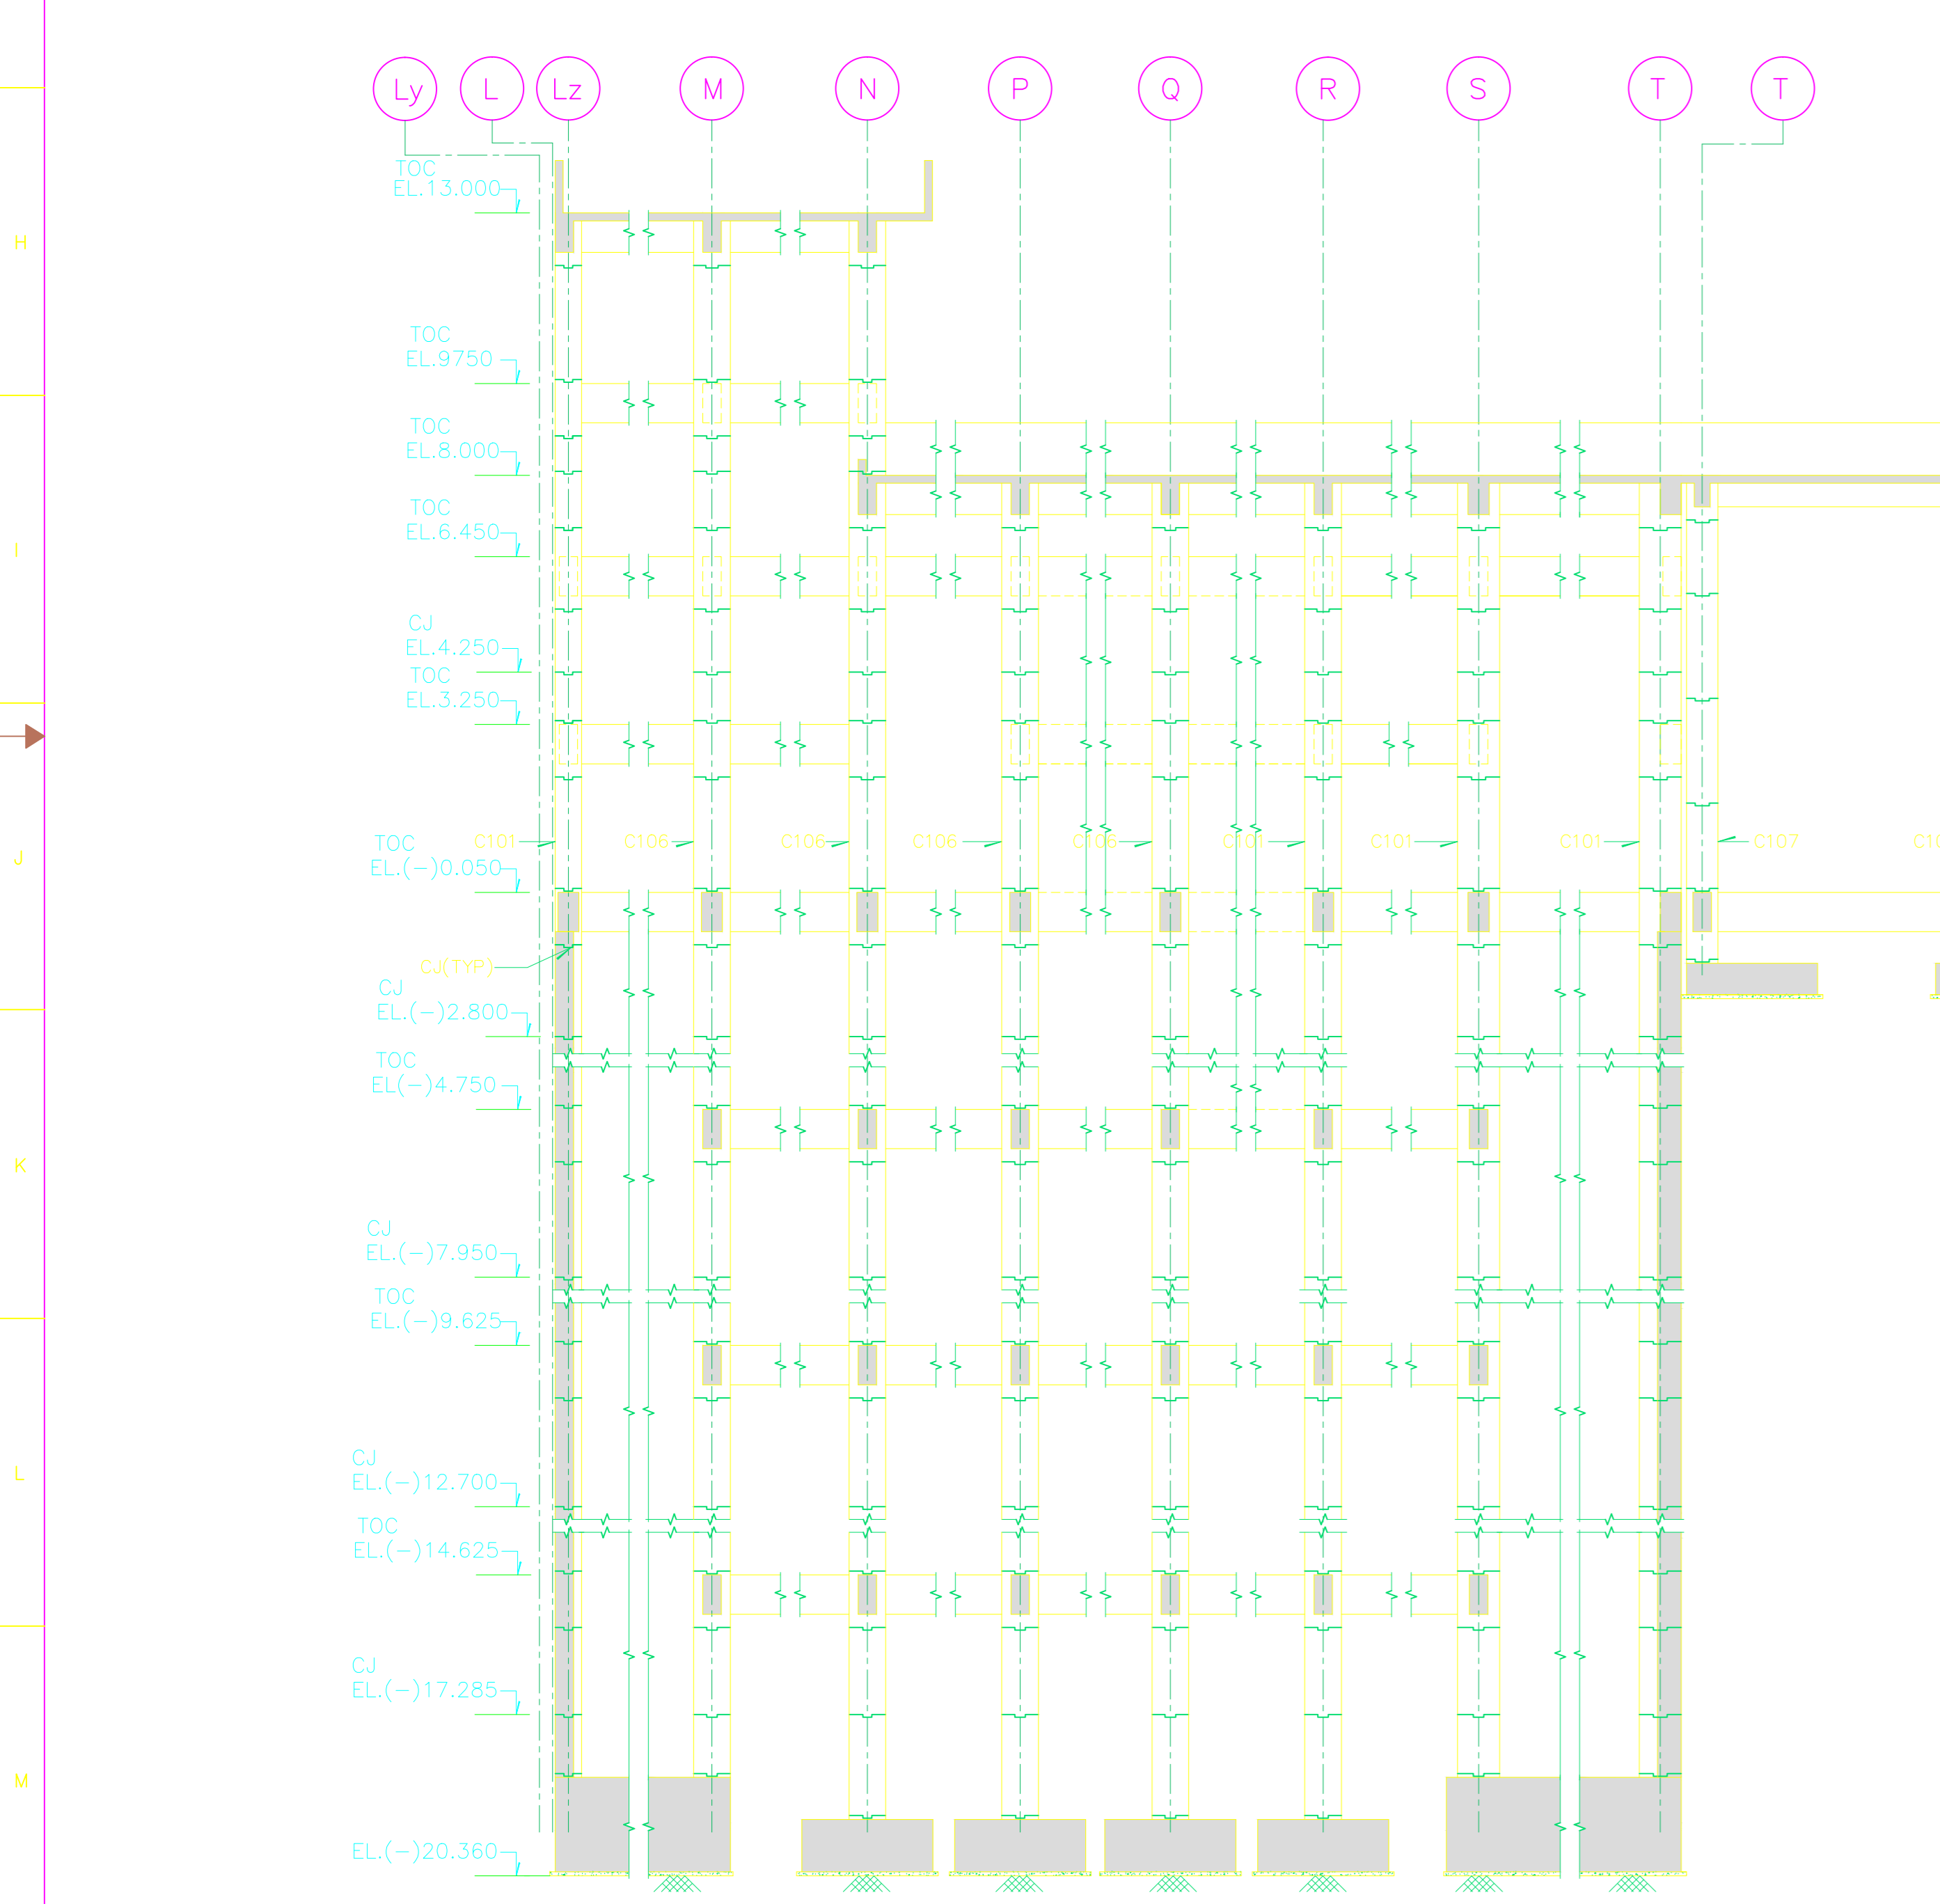 Ly L Lz M N P Q R S T T
TOC
EL.13.000
H
TOC
EL.9750
TOC
EL.8.000
TOC
EL.6.450
I
CJ
EL.4.250
TOC
EL.3.250
J
TOC
EL.(-)0.050
C101 C106 C106 C106 C106 C106 C101 C101 C107
CJ(TYP)
CJ
EL.(-)2.800
TOC
EL(-)4.750
K
CJ
EL.(-)7.950
TOC
EL.(-)9.625
L
CJ
EL.(-)12.700
TOC
EL.(-)14.625
CJ
EL.(-)17.285
M
EL.(-)20.360